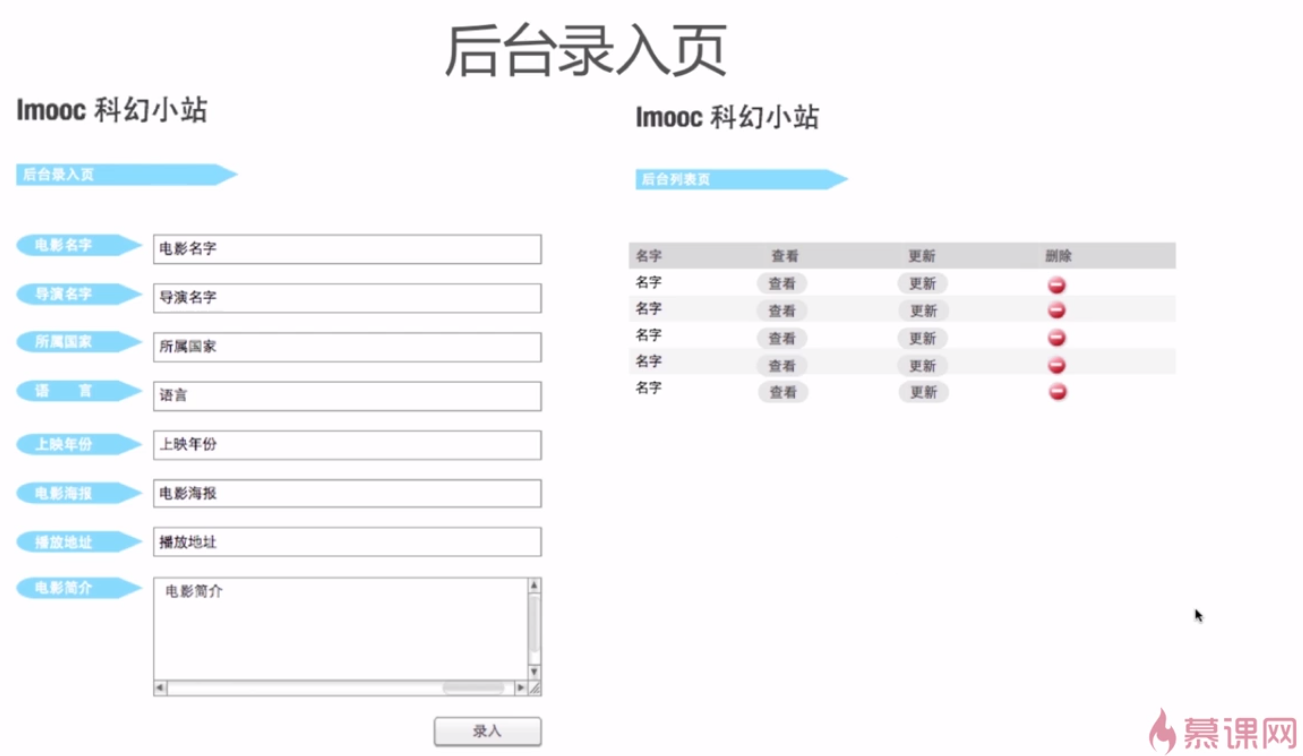 后台录入页
Imooc 科幻小站
后台录入页
电影名字 电影名字
导演名字 导演名字
所属国家 所属国家
语 言 语言
上映年份 上映年份
电影海报 电影海报
播放地址 播放地址
电影简介 电影简介
录入
Imooc 科幻小站
后台列表页
名字 查看 更新 删除
名字 查看 更新
名字 查看 更新
名字 查看 更新
名字 查看 更新
名字 查看 更新
慕课网